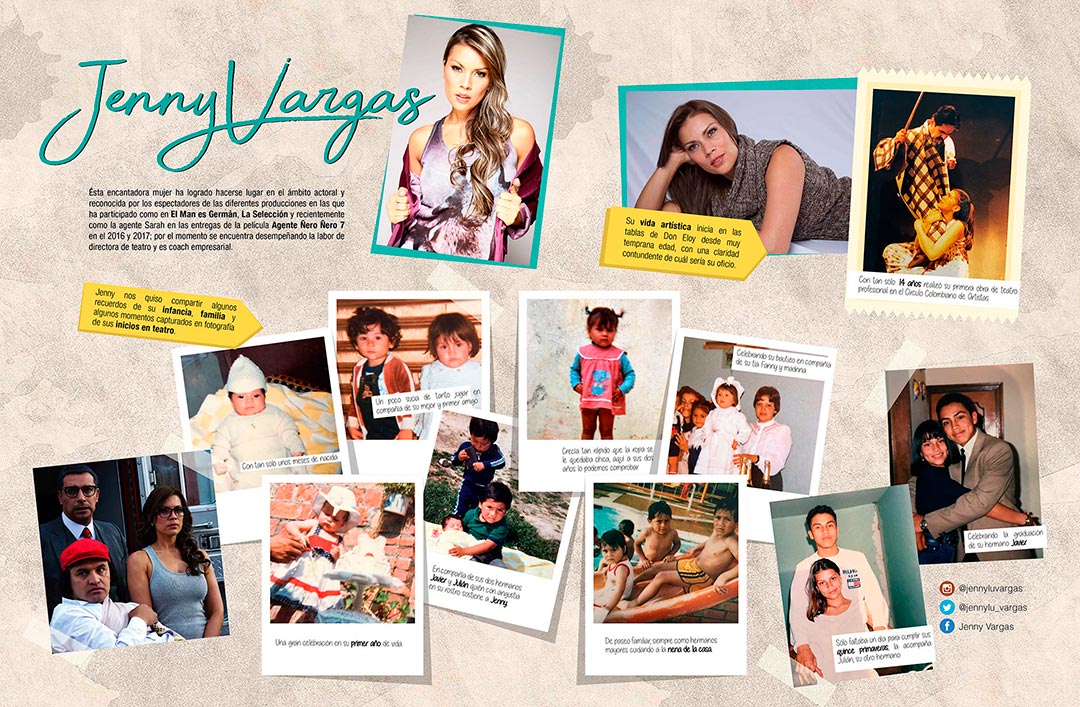 Jenny Vargas
Ésta encantadora mujer ha logrado hacerse lugar en el ámbito actoral y
reconocida por los espectadores de las diferentes producciones en las que
ha participado como en El Man es Germán, La Selección y recientemente
como la agente Sarah en las entregas de la película Agente Ñero Ñero 7
en el 2016 y 2017; por el momento se encuentra desempeñando la labor de
directora de teatro y es coach empresarial.
Su vida artística inicia en las
tablas de Don Eloy desde muy
temprana edad, con una claridad
contundente de cuál sería su oficio.
Con tan sólo 14 años realizó su primera obra de teatro
profesional en el Círculo Colombiano de Artistas
Jenny nos quiso compartir algunos
recuerdos de su infancia, familia y
algunos momentos capturados en fotografía
de sus inicios en teatro.
Con tan solo unos meses de nacida
Un poco sucia de tanto jugar en
compañía de su mejor y primer amigo
Crecía tan rápido que la ropa se
le quedaba chica, aquí a sus dos
años lo podemos comprobar
Celebrando su bautizo en compañía
de su tía Fanny y madrina
Celebrando la graduación
de su hermano Javier
Una gran celebración en su primer año de vida
En compañía de sus dos hermanos
Javier y Julián quién con angustia
en su rostro sostiene a Jenny
De paseo familiar, siempre como hermanos
mayores cuidando a la nena de la casa
Sólo faltaba un día para cumplir sus
quince primaveras, la acompaña
Julián, su otro hermano
@jennyluvargas
@jennylu_vargas
Jenny Vargas